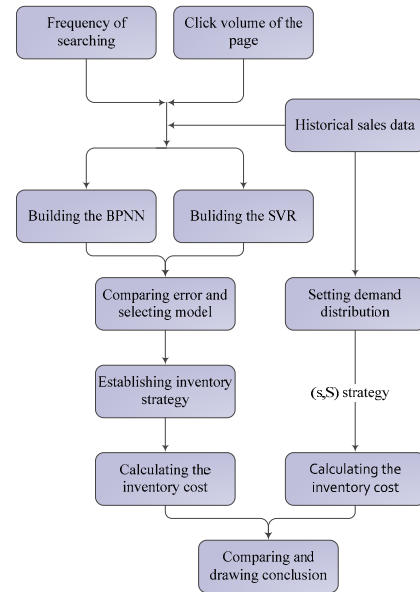 Frequency of
searching
Click volume of the
page
Historical sales data
Building the BPNN
Buliding the SVR
Comparing error and
selecting model
Setting demand
distribution
Establishing inventory
strategy
(s,S) strategy
Calculating the
inventory cost
Calculating the
inventory cost
Comparing and
drawing conclusion